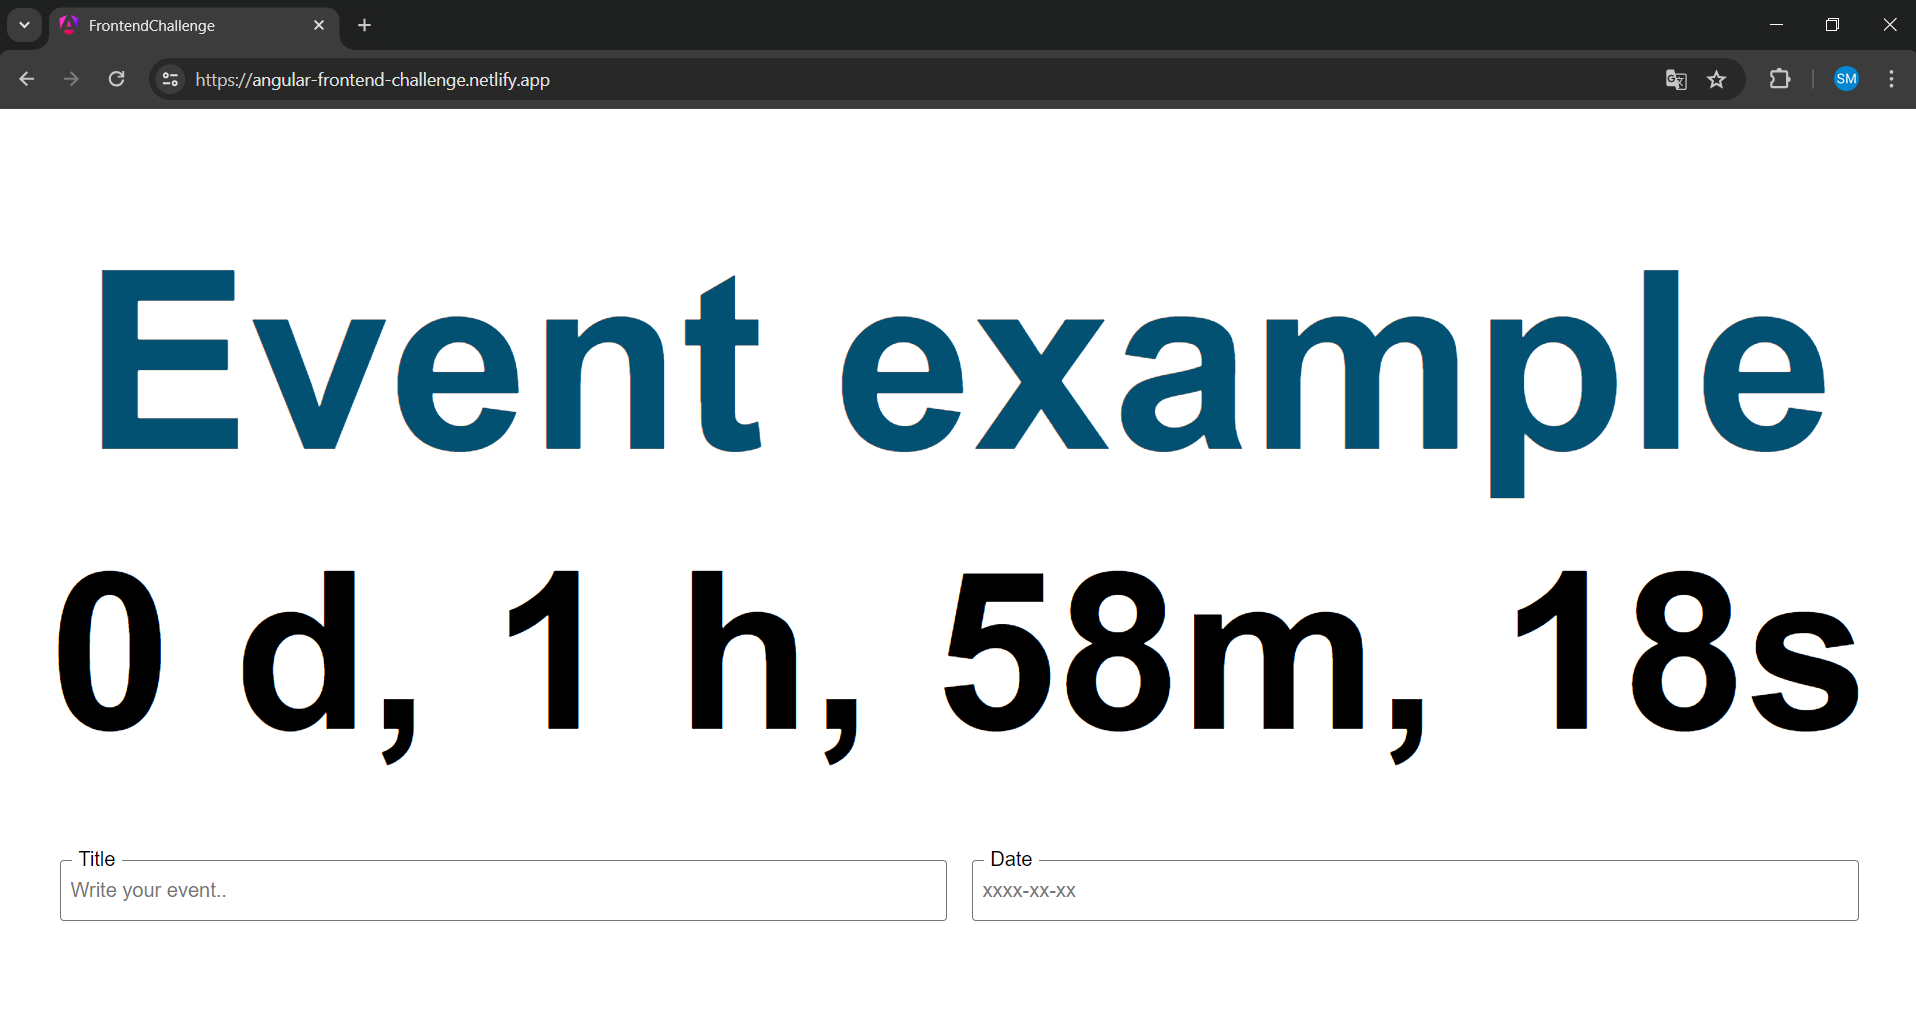 FrontendChallenge
https://angular-frontend-challenge.netlify.app
SM
Event example
0 d, 1 h, 58m, 18s
Title
Date
Write your event..
xxxx-xx-xx